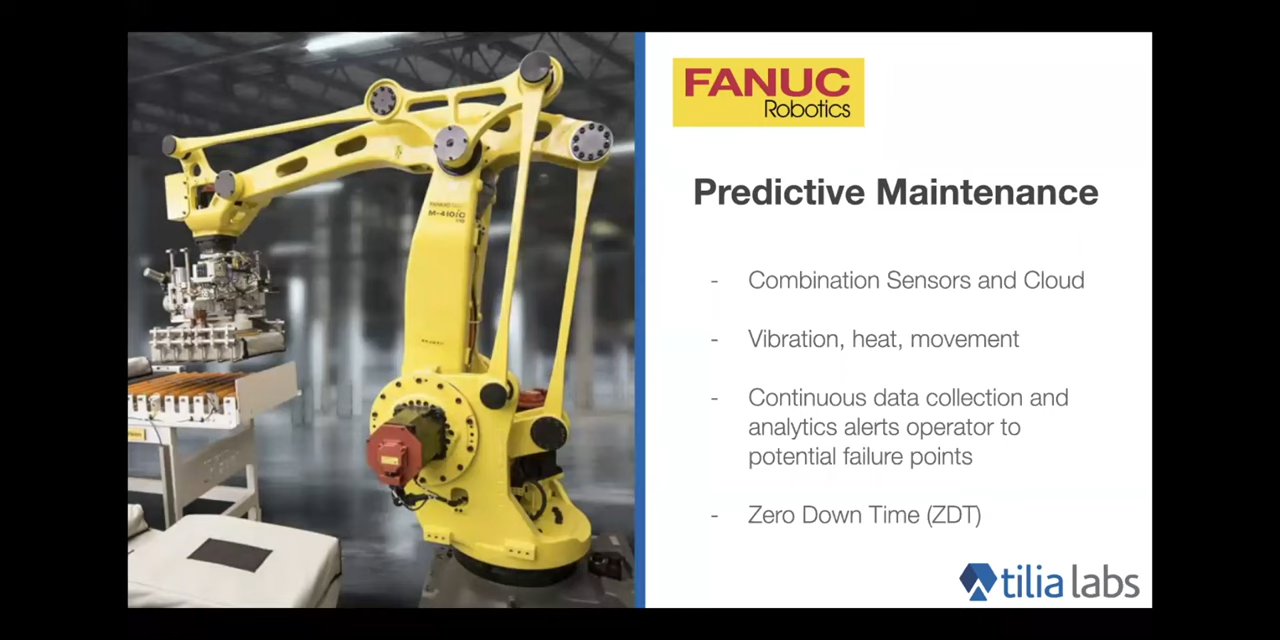 FANUC
Robotics
Predictive Maintenance
- Combination Sensors and Cloud
- Vibration, heat, movement
- Continuous data collection and
analytics alerts operator to
potential failure points
- Zero Down Time (ZDT)
tilia labs
M-410iC